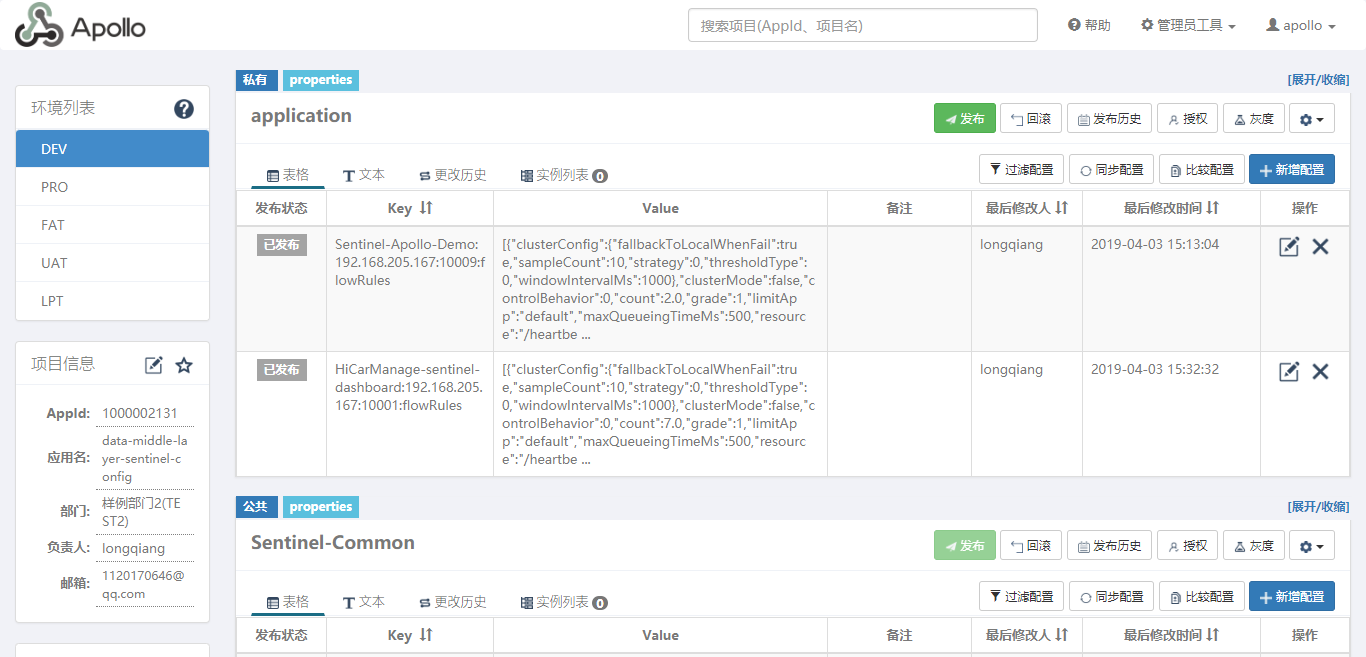 Apollo
搜索项目(AppId、项目名)
帮助
管理员工具
apollo
环境列表
DEV
PRO
FAT
UAT
LPT
项目信息
AppId:
1000002131
应用名:
data-middle-la
yer-sentinel-c
onfig
部门:
样例部门2(TE
ST2)
负责人:
longqiang
邮箱:
1120170646@
qq.com
私有
properties
[展开/收缩]
application
发布
回滚
发布历史
授权
灰度
表格
文本
更改历史
实例列表 0
过滤配置
同步配置
比较配置
新增配置
发布状态
Key
Value
备注
最后修改人
最后修改时间
操作
已发布
Sentinel-Apollo-Demo:
192.168.205.167:10009:f
lowRules
[{"clusterConfig":{"fallbackToLocalWhenFail":tru
e,"sampleCount":10,"strategy":0,"thresholdType":
0,"windowIntervalMs":1000},"clusterMode":false,"c
ontrolBehavior":0,"count":2.0,"grade":1,"limitAp
p":"default","maxQueueingTimeMs":500,"resourc
e":"/heartbe ...
longqiang
2019-04-03 15:13:04
已发布
HiCarManage-sentinel-
dashboard:192.168.205.
167:10001:flowRules
[{"clusterConfig":{"fallbackToLocalWhenFail":tru
e,"sampleCount":10,"strategy":0,"thresholdType":
0,"windowIntervalMs":1000},"clusterMode":false,"c
ontrolBehavior":0,"count":7.0,"grade":1,"limitAp
p":"default","maxQueueingTimeMs":500,"resourc
e":"/heartbe ...
longqiang
2019-04-03 15:32:32
公共
properties
[展开/收缩]
Sentinel-Common
发布
回滚
发布历史
授权
灰度
表格
文本
更改历史
实例列表 0
过滤配置
同步配置
比较配置
新增配置
发布状态
Key
Value
备注
最后修改人
最后修改时间
操作